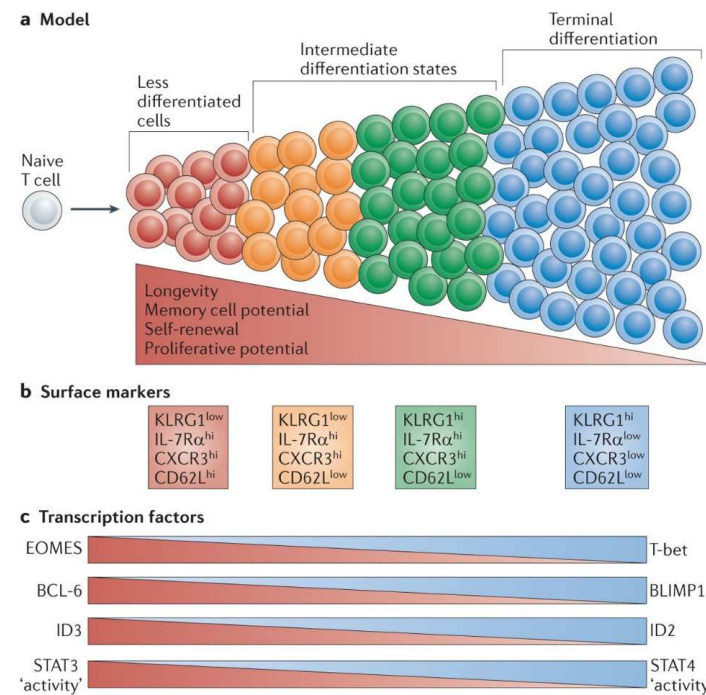 a Model
Less
differentiated
cells
Intermediate
differentiation states
Terminal
differentiation
Naive
T cell
Longevity
Memory cell potential
Self-renewal
Proliferative potential
b Surface markers
KLRG1low
IL-7Rαhi
CXCR3hi
CD62Lhi
KLRG1low
IL-7Rαhi
CXCR3hi
CD62Llow
KLRG1hi
IL-7Rαhi
CXCR3hi
CD62Llow
KLRG1hi
IL-7Rαlow
CXCR3low
CD62Llow
c Transcription factors
EOMES
T-bet
BCL-6
BLIMP1
ID3
ID2
STAT3
'activity'
STAT4
'activity